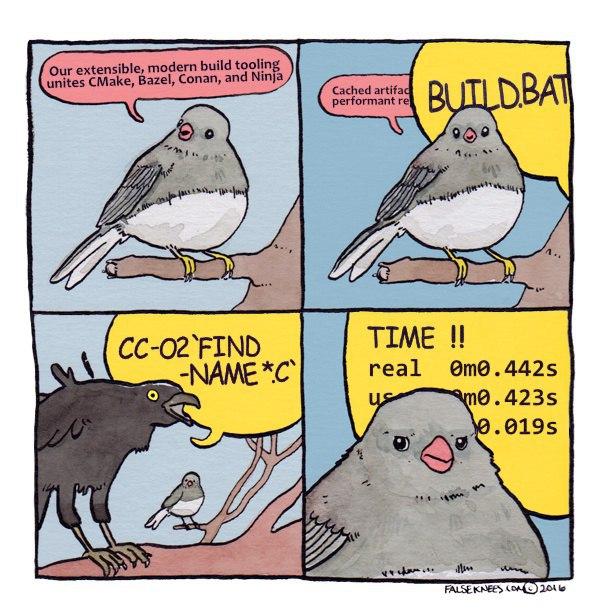 Our extensible, modern build tooling
unites CMake, Bazel, Conan, and Ninja
Cached artifac
performant re
BUILD.BAT
CC-O2`FIND
-NAME *.C`
TIME !!
real 0m0.442s
us 0m0.423s
0.019s
FALSEKNEES.COM © 2016